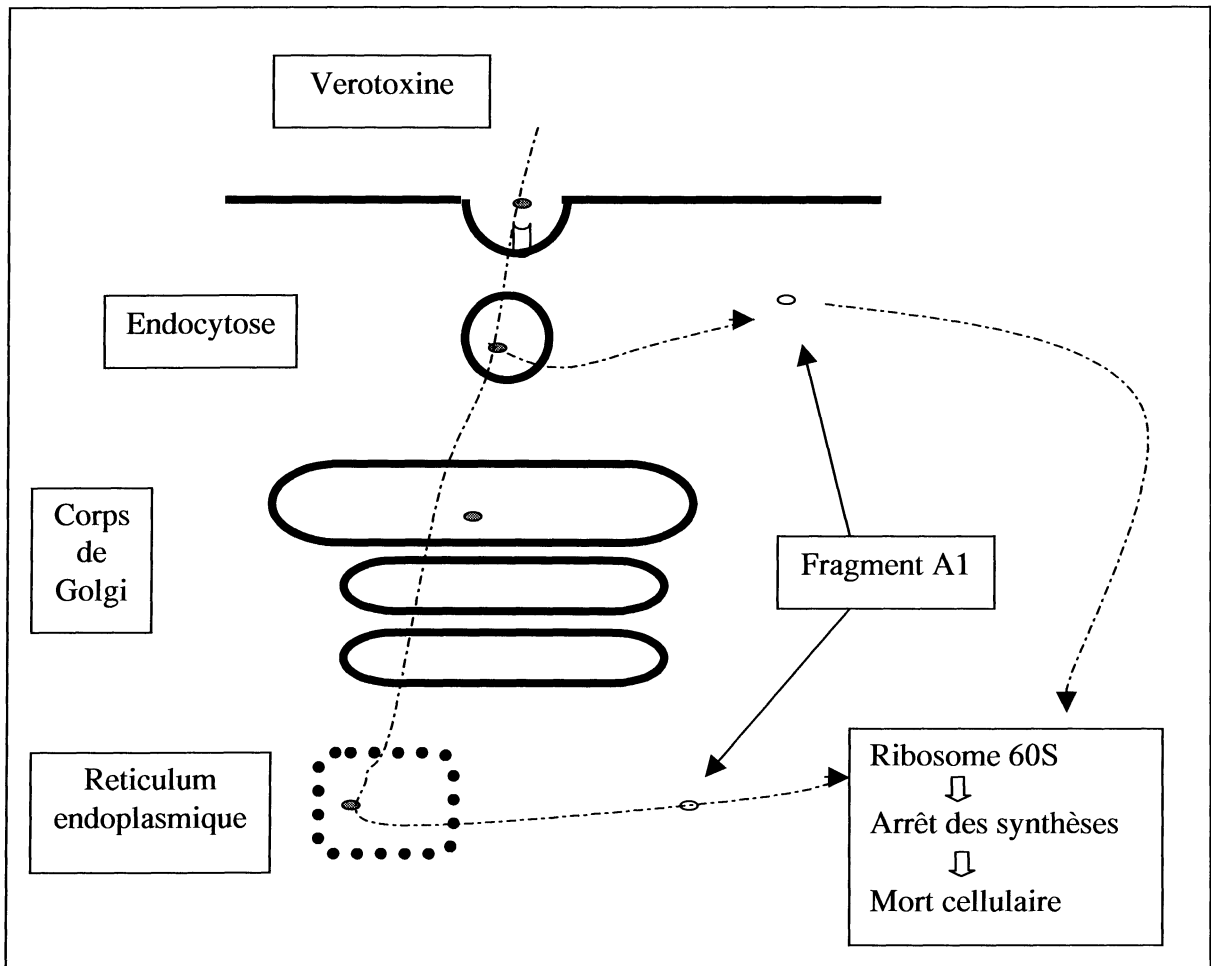 Verotoxine
Endocytose
Corps
de
Golgi
Fragment A1
Reticulum
endoplasmique
Ribosome 60S
Arrêt des synthèses
Mort cellulaire